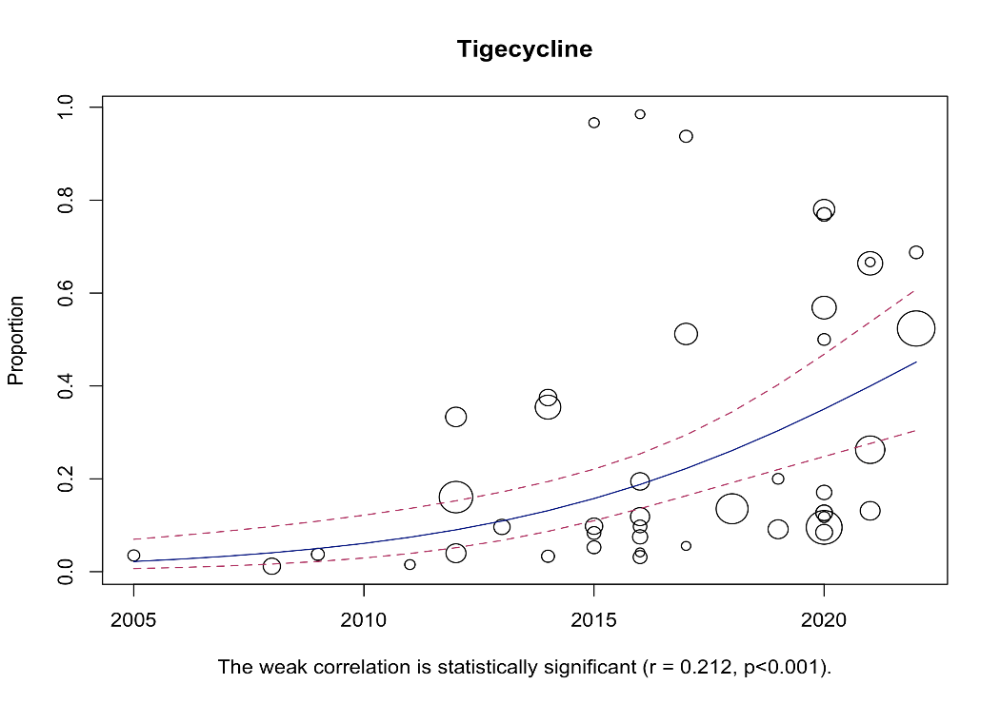 Tigecycline
1.0
0.8
0.6
0.4
0.2
0.0
Proportion
2005 2010 2015 2020
The weak correlation is statistically significant (r = 0.212, p<0.001).